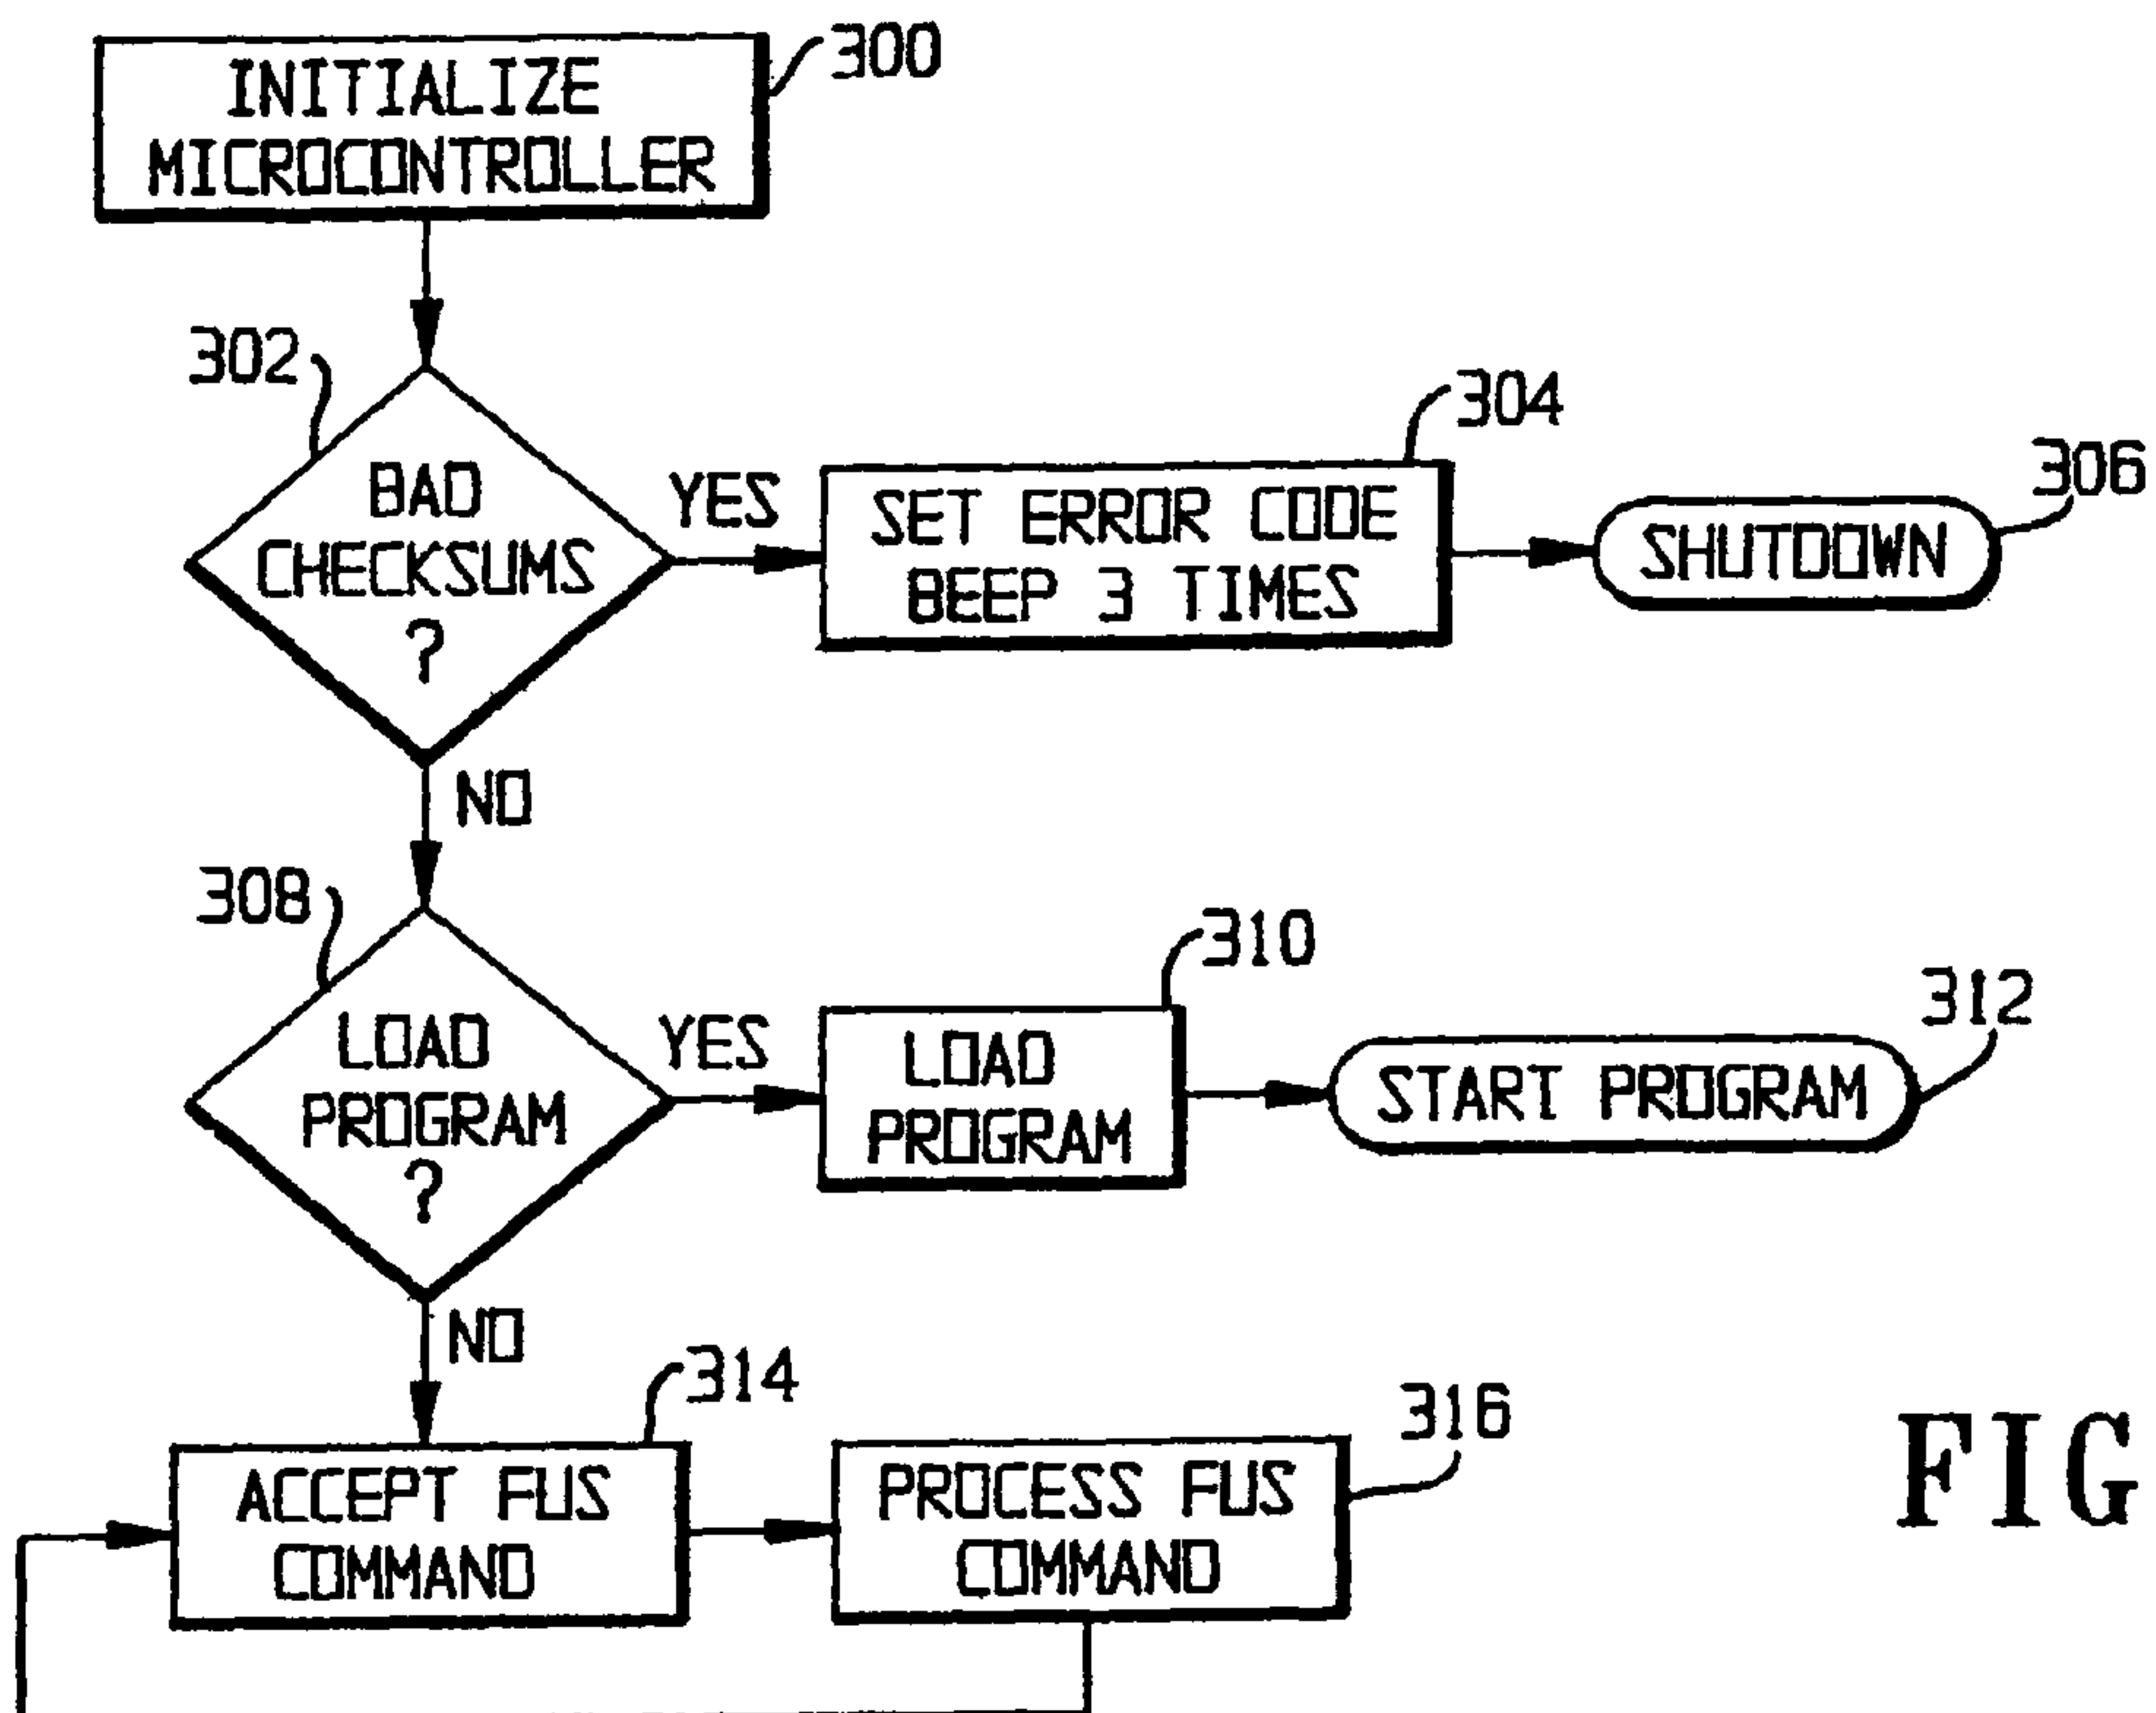 300
INITIALIZE
MICROCONTROLLER
302
BAD
CHECKSUMS
?
YES
304
SET ERROR CODE
BEEP 3 TIMES
306
SHUTDOWN
NO
308
LOAD
PROGRAM
?
YES
310
LOAD
PROGRAM
312
START PROGRAM
NO
314
ACCEPT FUS
COMMAND
316
PROCESS FUS
COMMAND
FIG